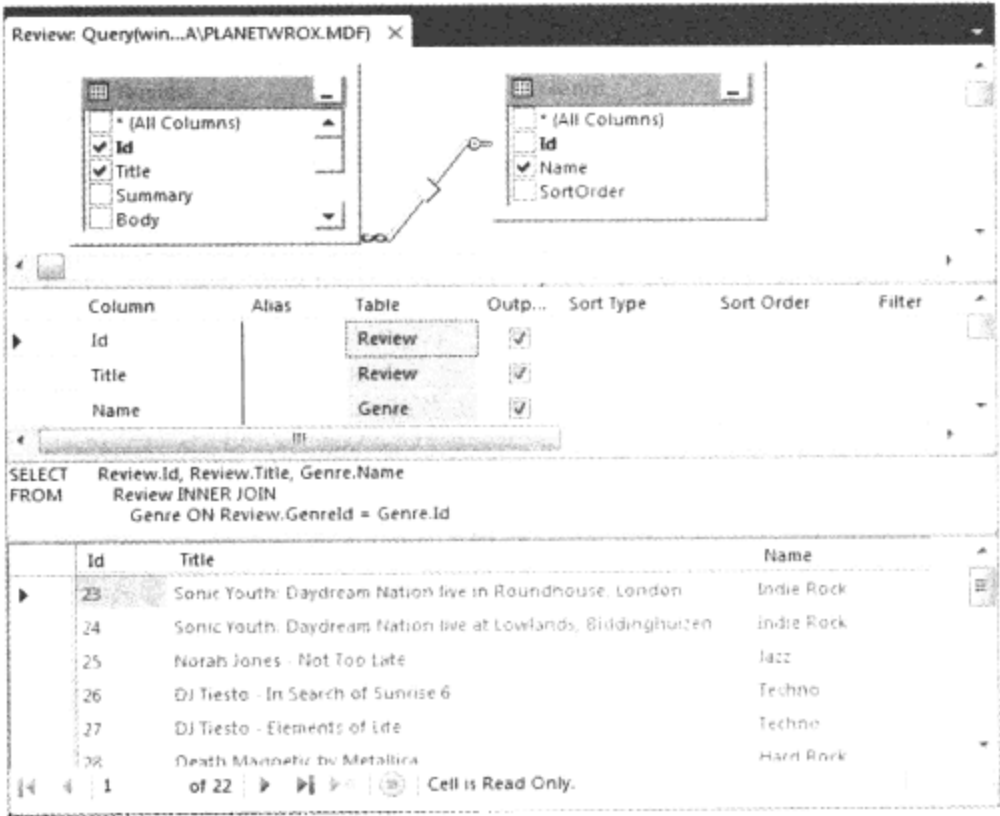 Review: Query(win...A\PLANETWROX.MDF) ×
* (All Columns)
Id
Title
Summary
Body
* (All Columns)
Id
Name
SortOrder
Column Alias Table Outp... Sort Type Sort Order Filter
Id Review
Title Review
Name Genre
SELECT Review.Id, Review.Title, Genre.Name
FROM Review INNER JOIN
Genre ON Review.GenreId = Genre.Id
Id Title Name
23 Sonic Youth: Daydream Nation live in Roundhouse, London Indie Rock
24 Sonic Youth: Daydream Nation live at Lowlands, Biddinghuizen Indie Rock
25 Norah Jones - Not Too Late Jazz
26 DJ Tiesto - In Search of Sunrise 6 Techno
27 DJ Tiesto - Elements of Life Techno
28 Death Magnetic by Metallica Hard Rock
1 of 22 Cell is Read Only.